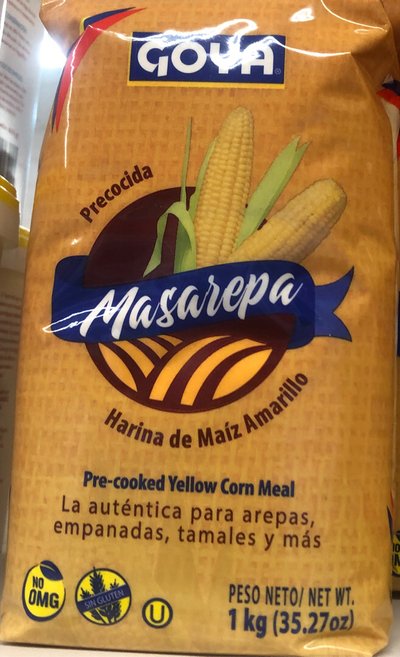 GOYA®
Precocida
Masarepa
Harina de Maíz Amarillo
Pre-cooked Yellow Corn Meal
La auténtica para arepas,
empanadas, tamales y más
NO
OMG
SIN GLUTEN
U
PESO NETO/ NET WT.
1 kg (35.27oz)